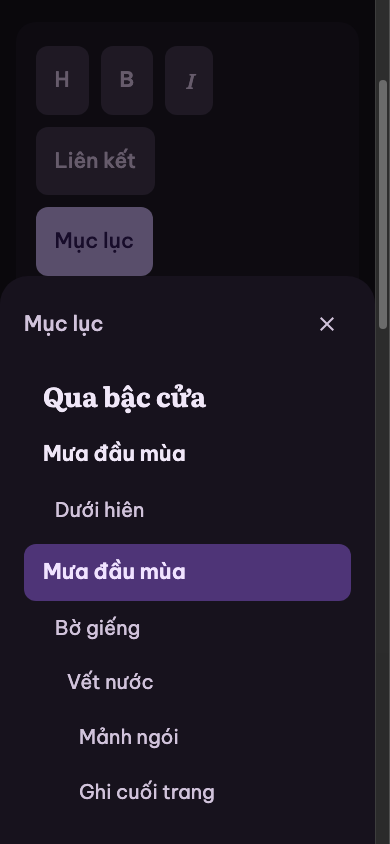 H B I
Liên kết
Mục lục
Mục lục
Qua bậc cửa
Mưa đầu mùa
Dưới hiên
Mưa đầu mùa
Bờ giếng
Vết nước
Mảnh ngói
Ghi cuối trang